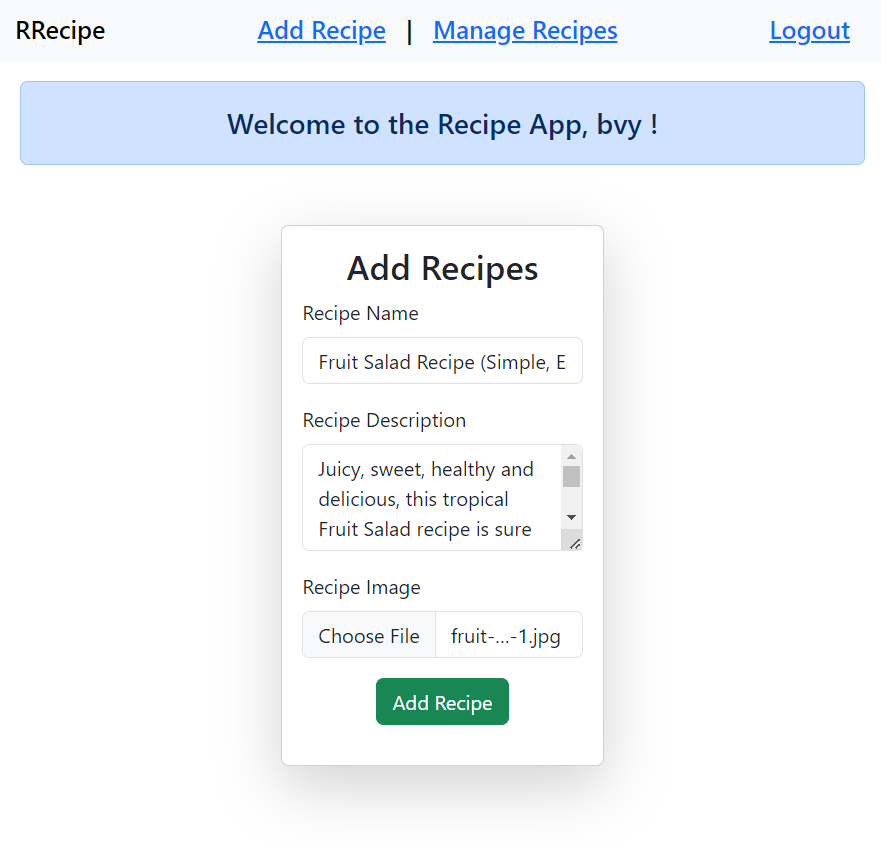 RRecipe Add Recipe | Manage Recipes Logout
Welcome to the Recipe App, bvy !
Add Recipes
Recipe Name
Fruit Salad Recipe (Simple, E
Recipe Description
Juicy, sweet, healthy and
delicious, this tropical
Fruit Salad recipe is sure
Recipe Image
Choose File fruit-...-1.jpg
Add Recipe